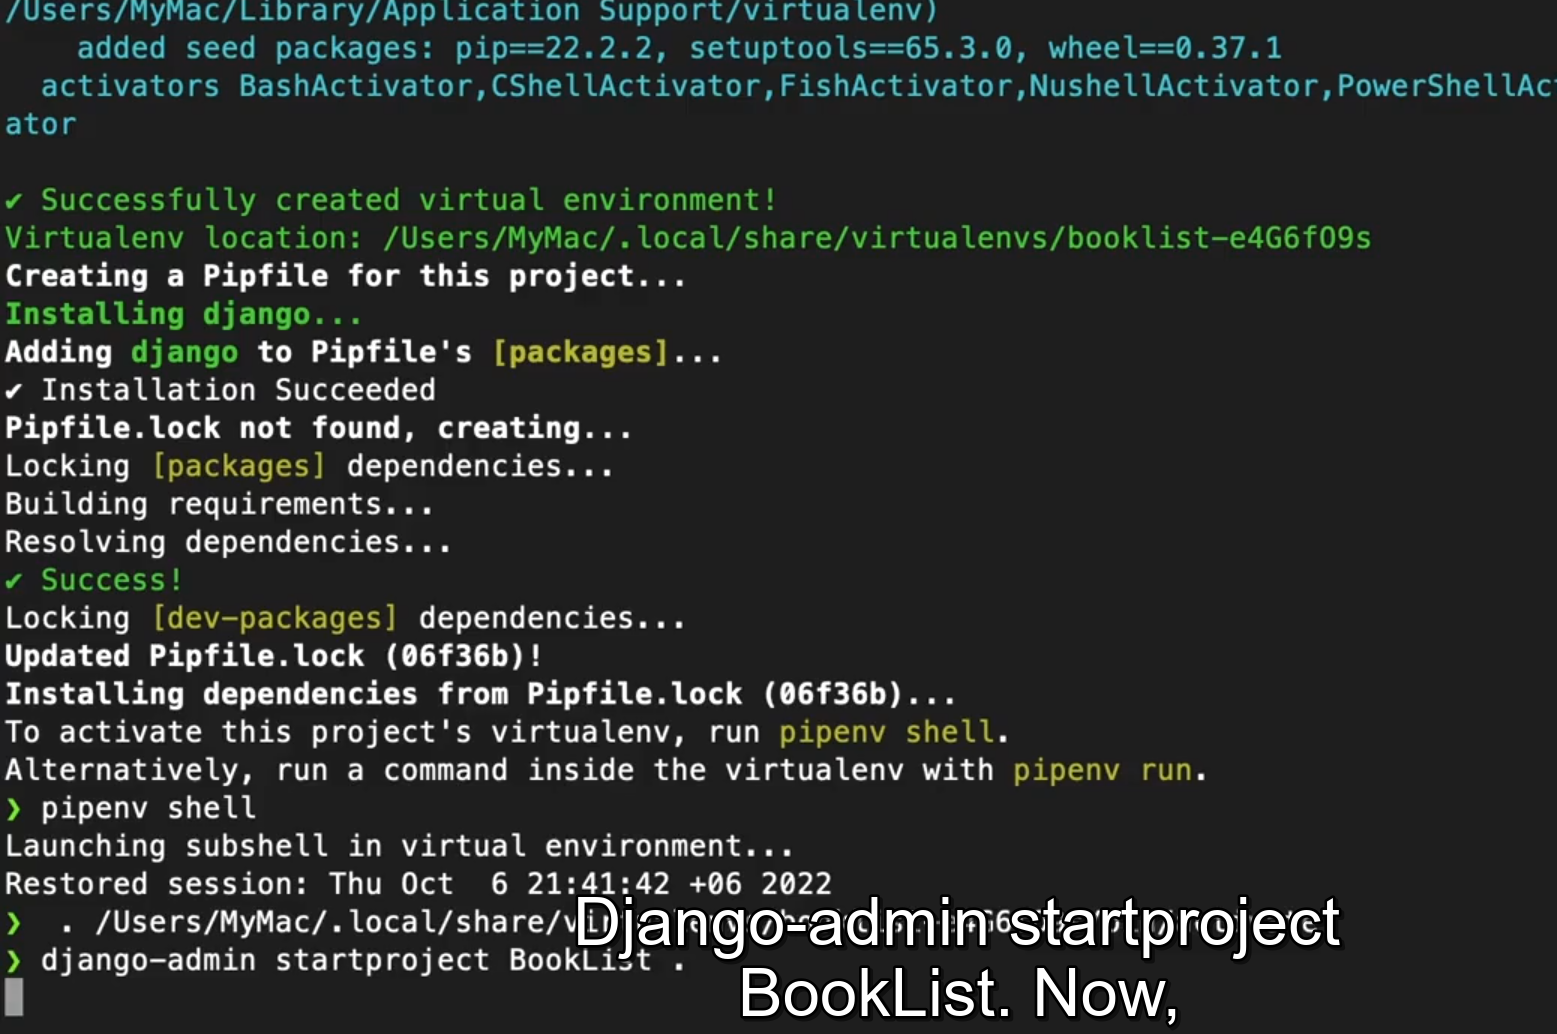 /Users/MyMac/Library/Application Support/virtualenv)
added seed packages: pip==22.2.2, setuptools==65.3.0, wheel==0.37.1
activators BashActivator,CShellActivator,FishActivator,NushellActivator,PowerShellAc
ator
✔ Successfully created virtual environment!
Virtualenv location: /Users/MyMac/.local/share/virtualenvs/booklist-e4G6fO9s
Creating a Pipfile for this project...
Installing django...
Adding django to Pipfile's [packages]...
✔ Installation Succeeded
Pipfile.lock not found, creating...
Locking [packages] dependencies...
Building requirements...
Resolving dependencies...
✔ Success!
Locking [dev-packages] dependencies...
Updated Pipfile.lock (06f36b)!
Installing dependencies from Pipfile.lock (06f36b)...
To activate this project's virtualenv, run pipenv shell.
Alternatively, run a command inside the virtualenv with pipenv run.
❯ pipenv shell
Launching subshell in virtual environment...
Restored session: Thu Oct 6 21:41:42 +06 2022
❯ . /Users/MyMac/.local/share/
❯ django-admin startproject BookList .
Django-admin startproject
BookList. Now,